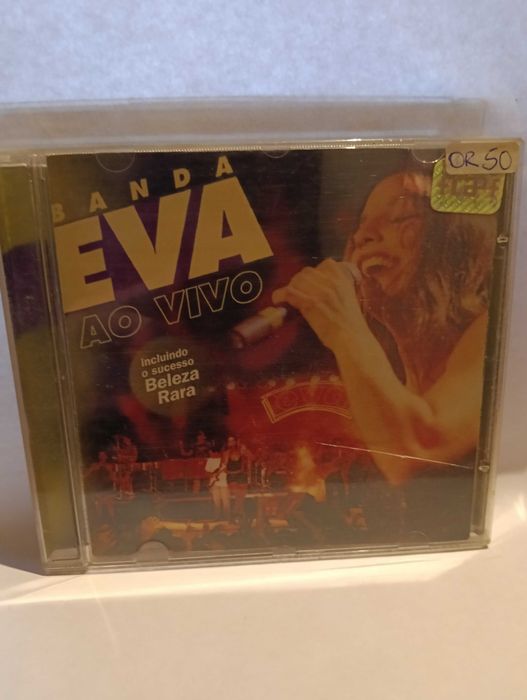 BANDA
EVA
AO VIVO
incluindo
o sucesso
Beleza
Rara
OR 50